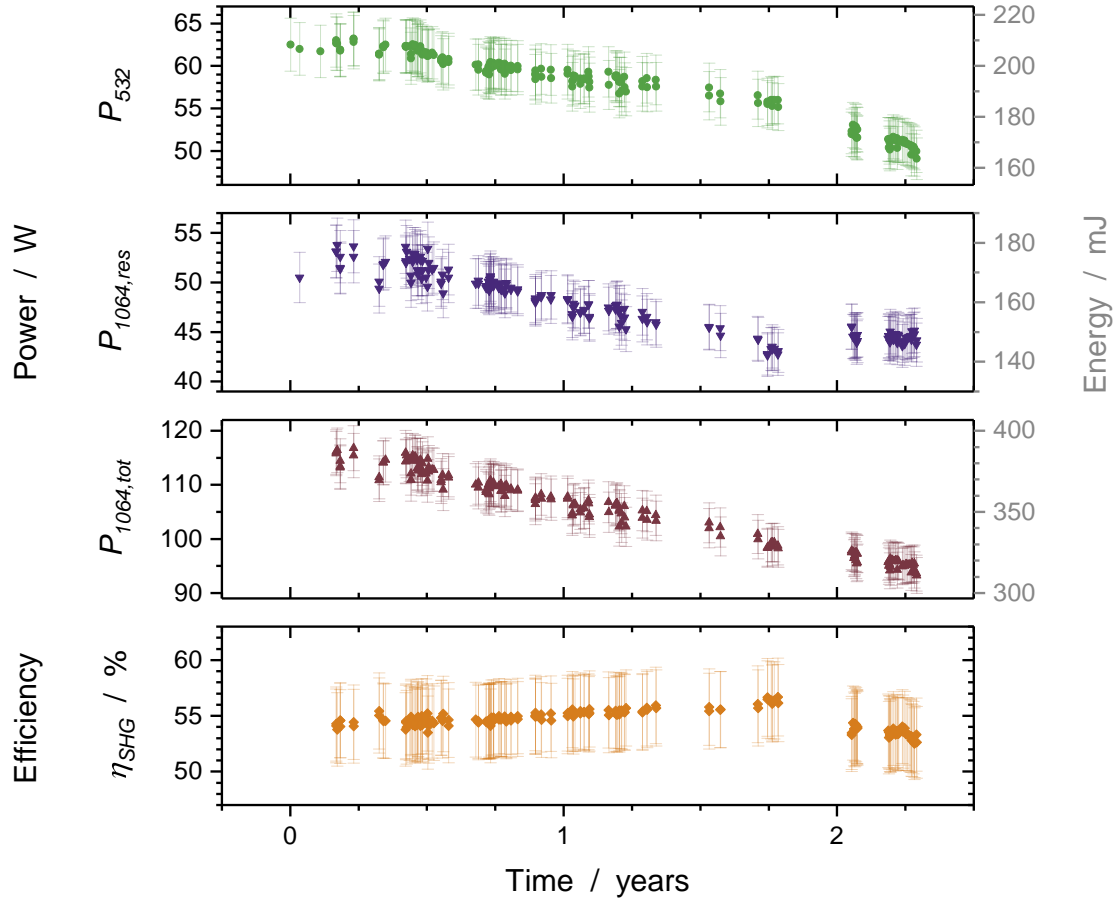 65
60
55
50
P532
220
200
180
160
55
50
45
40
P1064,res
180
160
140
120
110
100
90
P1064,tot
400
350
300
60
55
50
ηSHG / %
Power / W
Efficiency
Energy / mJ
0 1 2
Time / years